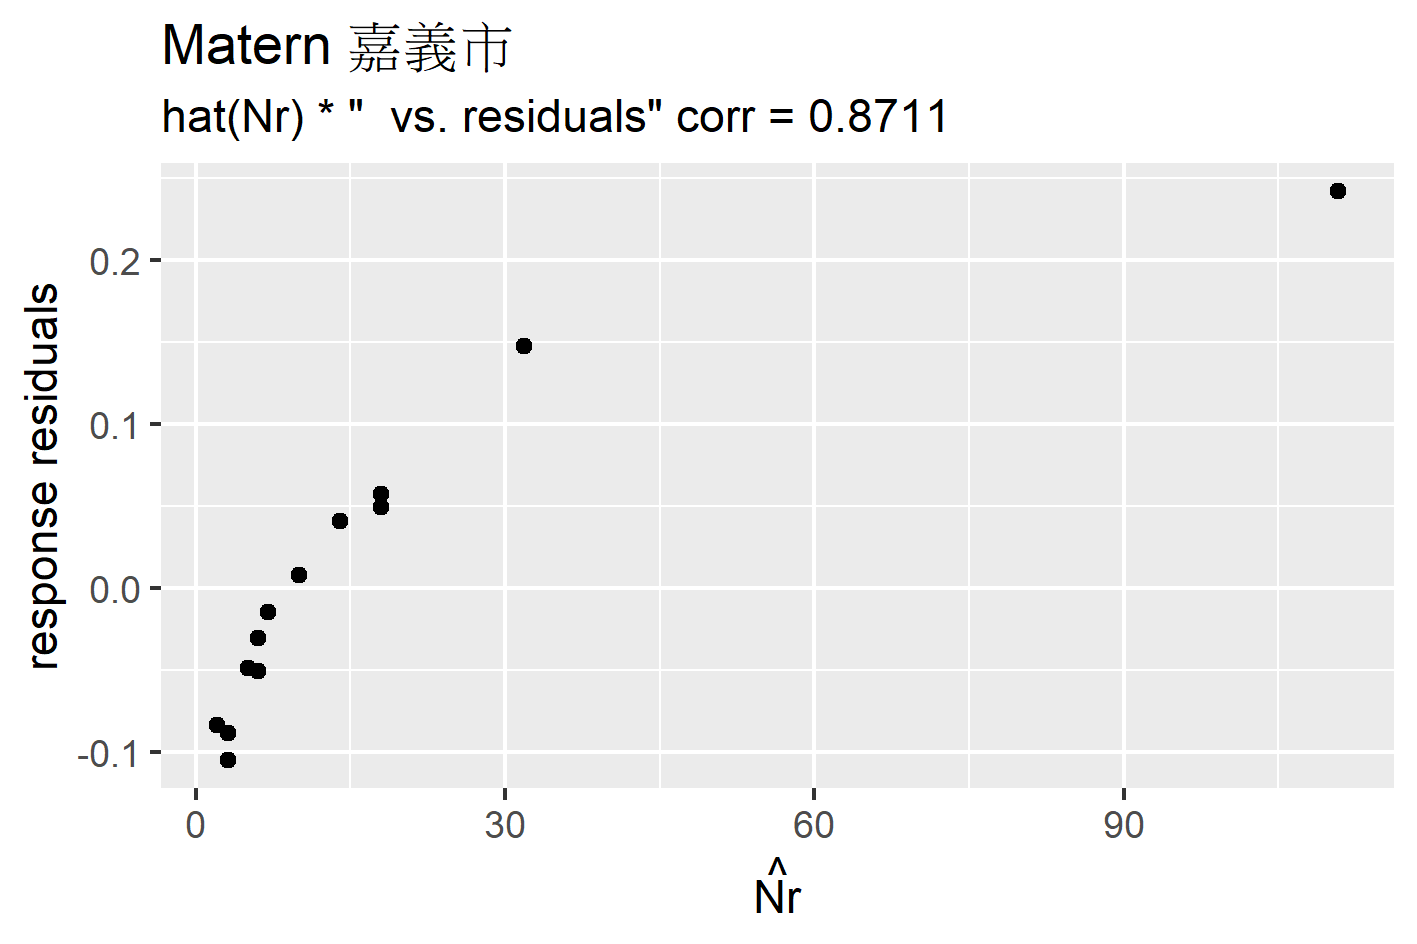 Matern 嘉義市
hat(Nr) * "  vs. residuals" corr = 0.8711
response residuals
0.2
0.1
0.0
-0.1
0 30 60 90
N̂r